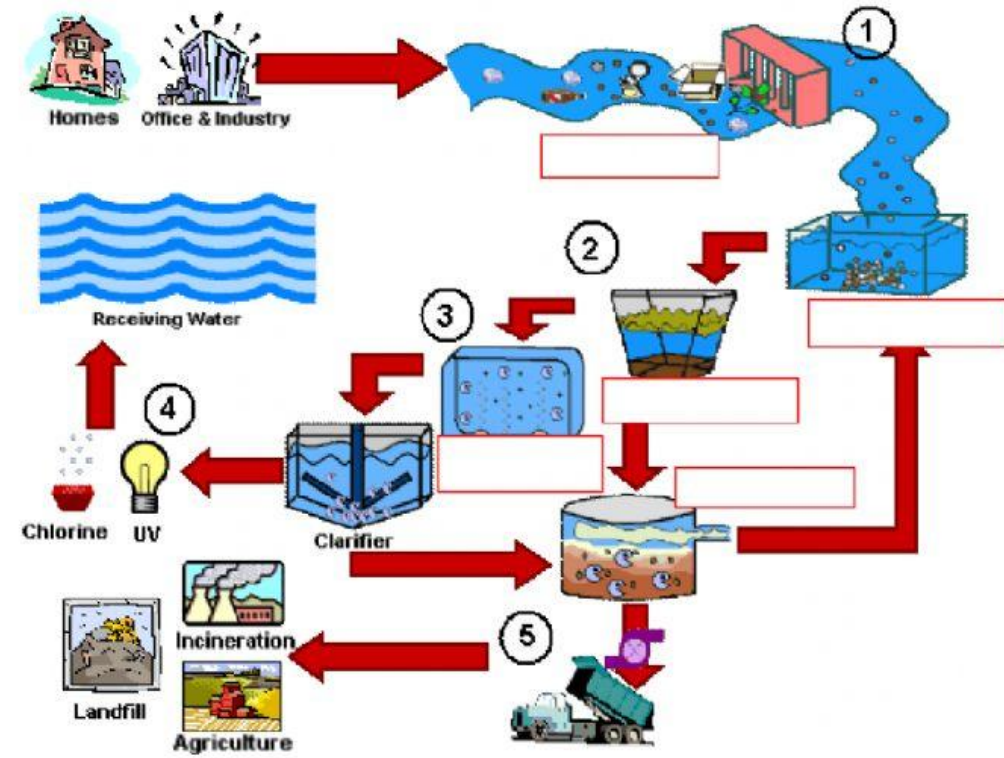 1
Homes
Office & Industry
2
Receiving Water
3
4
Chlorine
UV
Clarifier
Incineration
5
Landfill
Agriculture